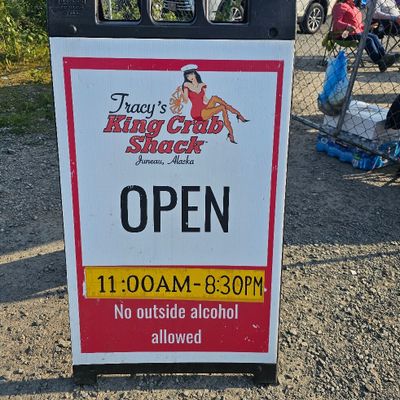 Tracy's
King Crab
Shack
Juneau, Alaska
OPEN
11:00AM-8:30PM
No outside alcohol
allowed